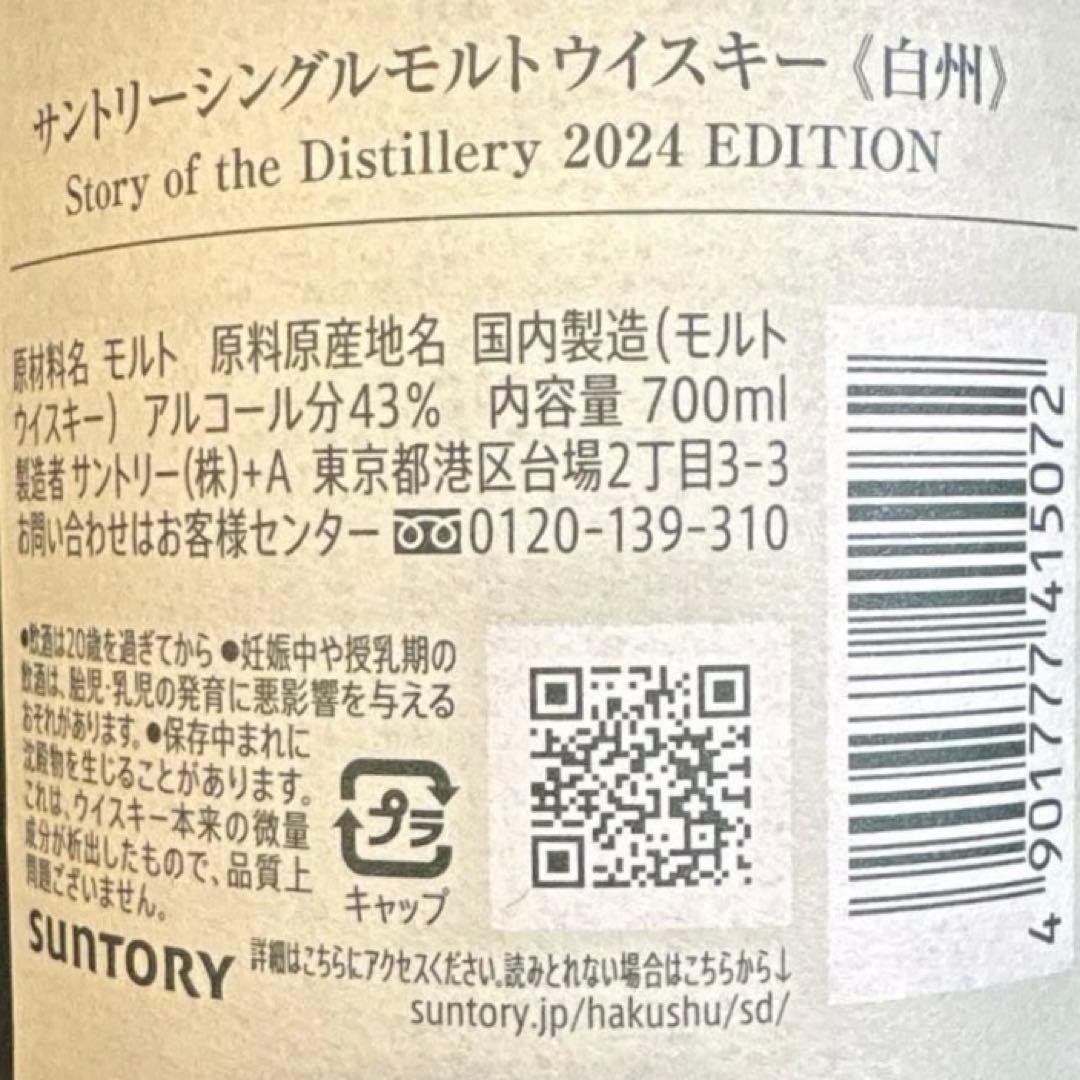 サントリーシングルモルトウイスキー《白州》
Story of the Distillery 2024 EDITION
原材料名 モルト 原料原産地名 国内製造(モルト
ウイスキー) アルコール分43% 内容量 700ml
製造者 サントリー(株)+A 東京都港区台場2丁目3-3
お問い合わせはお客様センター 0120-139-310
●飲酒は20歳を過ぎてから ●妊娠中や授乳期の
飲酒は、胎児・乳児の発育に悪影響を与える
おそれがあります。●保存中まれに
沈殿物を生じることがあります。
これは、ウイスキー本来の微量
成分が析出したもので、品質上
問題ございません。
プラ
キャップ
SUNTORY
詳細はこちらにアクセスください。読みとれない場合はこちらから↓
suntory.jp/hakushu/sd/
4 901777 415072